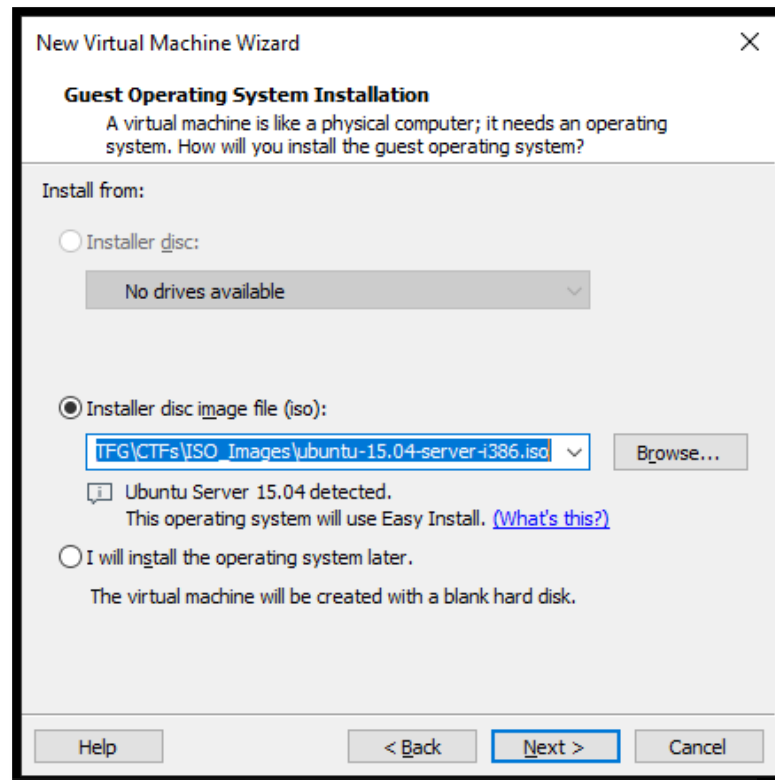 New Virtual Machine Wizard
Guest Operating System Installation
A virtual machine is like a physical computer; it needs an operating
system. How will you install the guest operating system?
Install from:
Installer disc:
No drives available
Installer disc image file (iso):
TFG\CTFs\ISO_Images\ubuntu-15.04-server-i386.iso
Browse...
Ubuntu Server 15.04 detected.
This operating system will use Easy Install. (What's this?)
I will install the operating system later.
The virtual machine will be created with a blank hard disk.
Help
< Back
Next >
Cancel